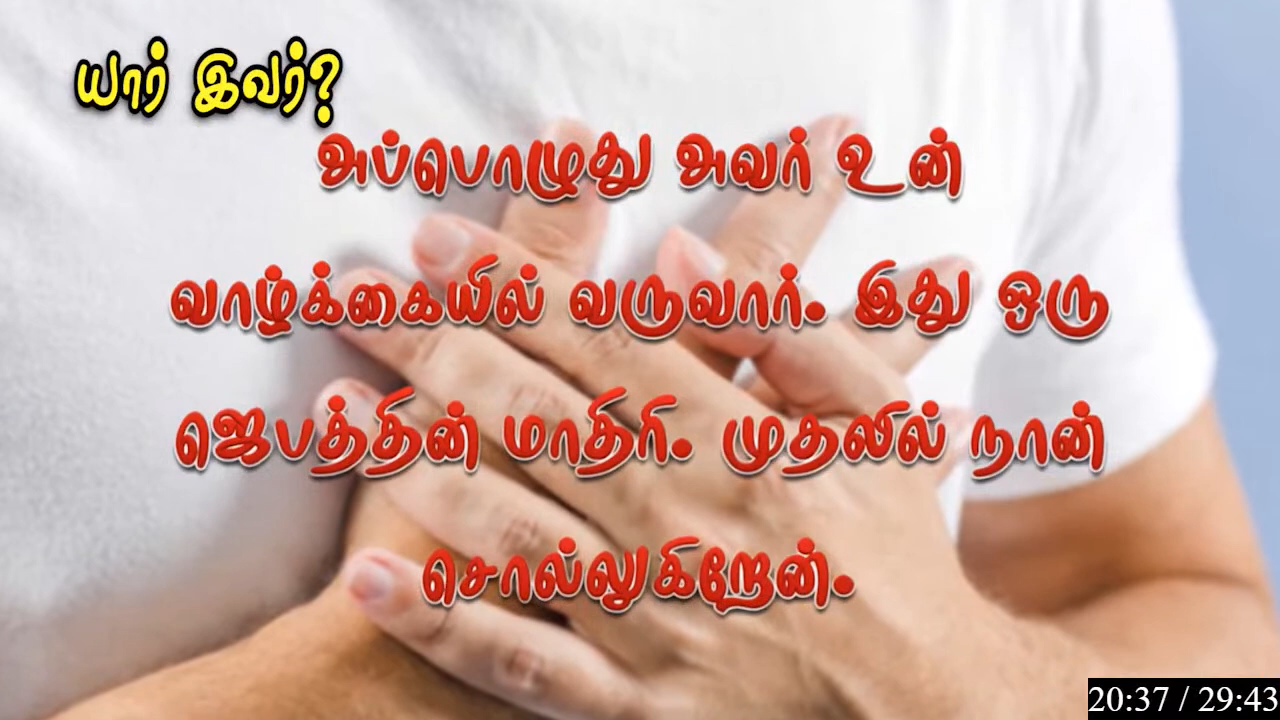 யார் இவர்?
அப்பொழுது அவர் உன்
வாழ்க்கையில் வருவார். இது ஒரு
ஜெபத்தின் மாதிரி. முதலில் நான்
சொல்லுகிறேன்.
20:37 / 29:43